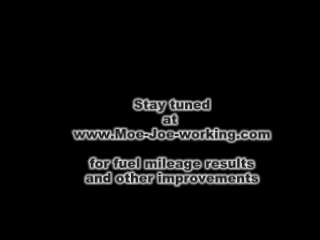 Stay tuned
at
www.Moe-Joe-working.com
for fuel mileage results
and other improvements